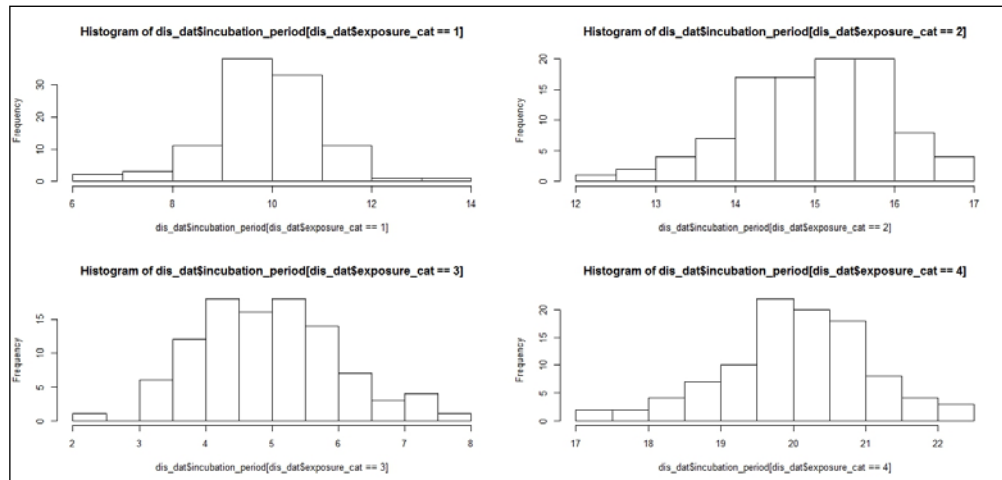 Histogram of dis_dat$incubation_period[dis_dat$exposure_cat == 1]
Frequency
0 10 20 30
6 8 10 12 14
dis_dat$incubation_period[dis_dat$exposure_cat == 1]
Histogram of dis_dat$incubation_period[dis_dat$exposure_cat == 2]
Frequency
0 5 10 15 20
12 13 14 15 16 17
dis_dat$incubation_period[dis_dat$exposure_cat == 2]
Histogram of dis_dat$incubation_period[dis_dat$exposure_cat == 3]
Frequency
0 5 10 15
2 3 4 5 6 7 8
dis_dat$incubation_period[dis_dat$exposure_cat == 3]
Histogram of dis_dat$incubation_period[dis_dat$exposure_cat == 4]
Frequency
0 5 10 15 20
17 18 19 20 21 22
dis_dat$incubation_period[dis_dat$exposure_cat == 4]